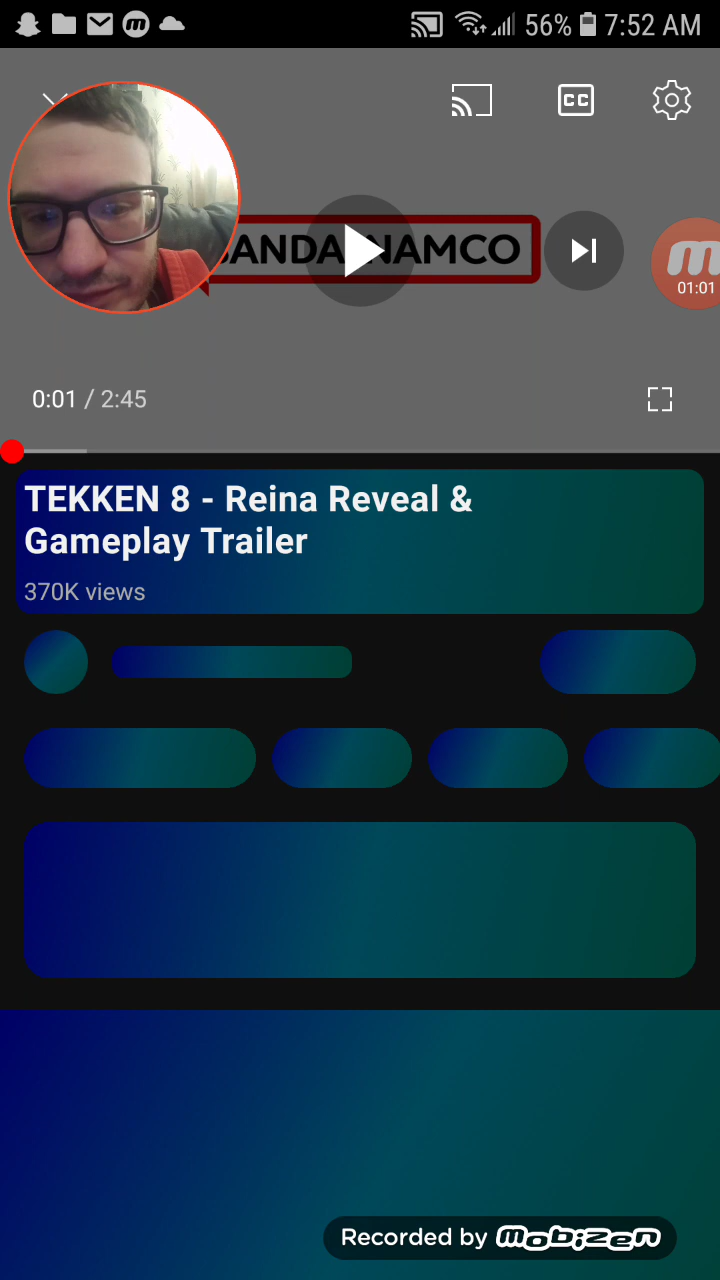 56% 7:52 AM
CC
BANDAI NAMCO
01:01
0:01 / 2:45
TEKKEN 8 - Reina Reveal &
Gameplay Trailer
370K views
Recorded by mobizen